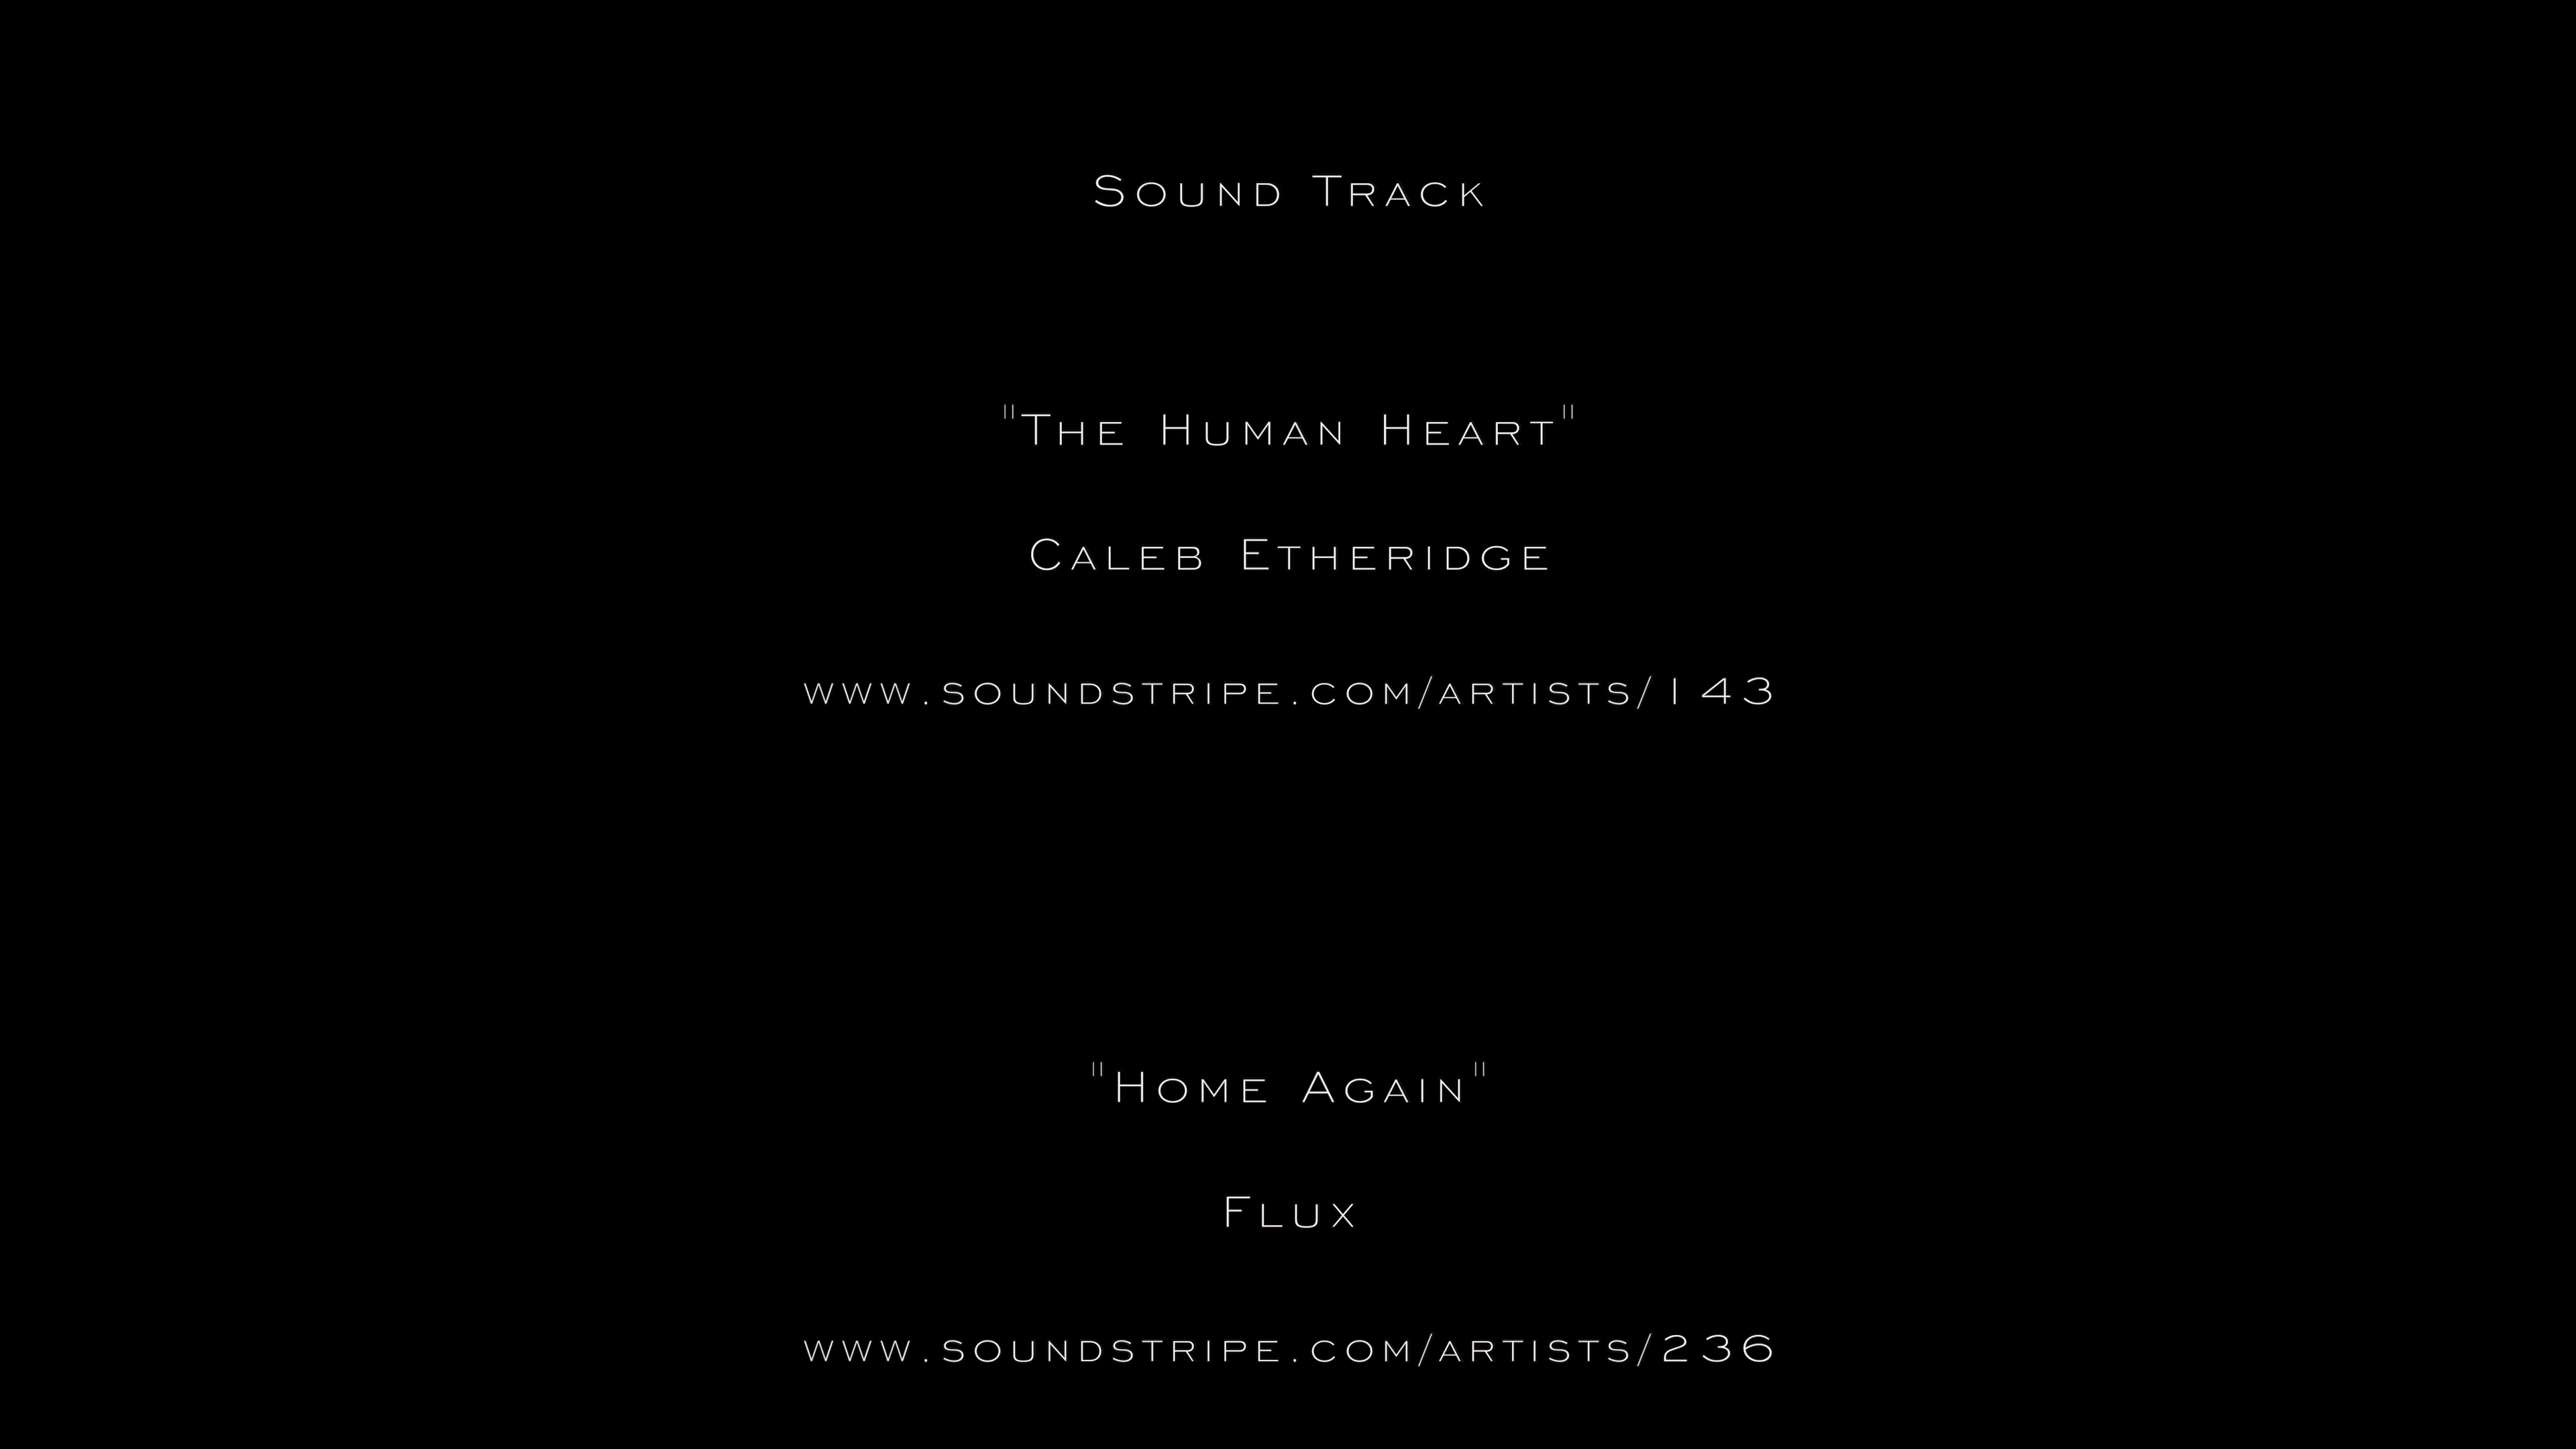 Sound Track
"The Human Heart"
Caleb Etheridge
www.soundstripe.com/artists/143
"Home Again"
Flux
www.soundstripe.com/artists/236